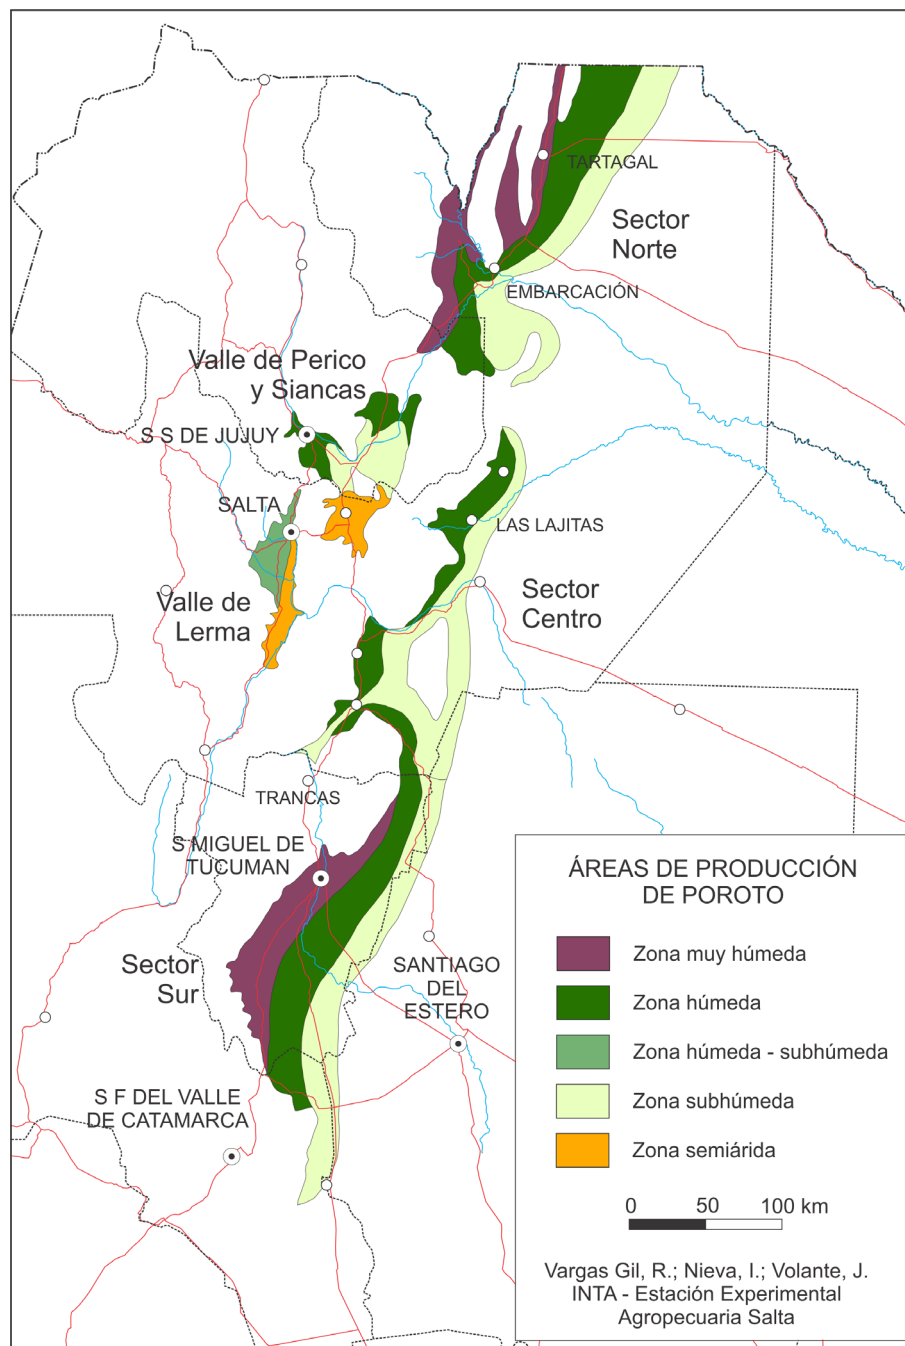 TARTAGAL
Sector
Norte
EMBARCACIÓN
Valle de Perico
y Siancas
S S DE JUJUY
SALTA
LAS LAJITAS
Valle de
Lerma
Sector
Centro
TRANCAS
S MIGUEL DE
TUCUMAN
Sector
Sur
SANTIAGO
DEL
ESTERO
S F DEL VALLE
DE CATAMARCA
ÁREAS DE PRODUCCIÓN
DE POROTO
Zona muy húmeda
Zona húmeda
Zona húmeda - subhúmeda
Zona subhúmeda
Zona semiárida
0 50 100 km
Vargas Gil, R.; Nieva, I.; Volante, J.
INTA - Estación Experimental
Agropecuaria Salta